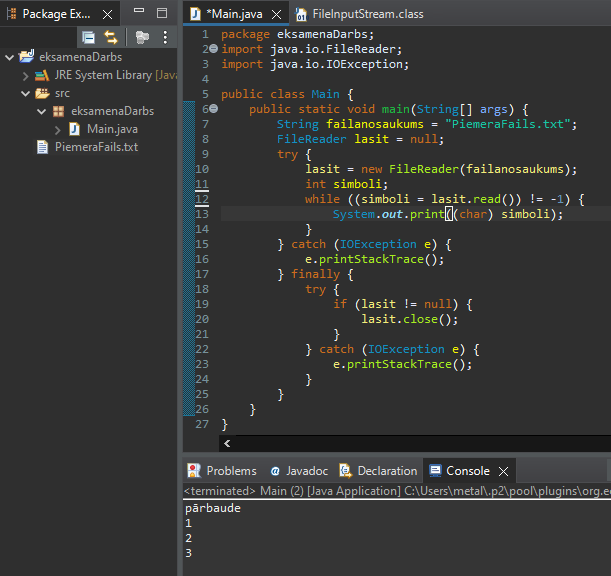 Package Ex...
eksamenaDarbs
JRE System Library [Java
src
eksamenaDarbs
Main.java
PiemeraFails.txt
*Main.java
FileInputStream.class
1 package eksamenaDarbs;
2 import java.io.FileReader;
3 import java.io.IOException;
4
5 public class Main {
6 public static void main(String[] args) {
7 String failanosaukums = "PiemeraFails.txt";
8 FileReader lasit = null;
9 try {
10 lasit = new FileReader(failanosaukums);
11 int simboli;
12 while ((simboli = lasit.read()) != -1) {
13 System.out.print((char) simboli);
14 }
15 } catch (IOException e) {
16 e.printStackTrace();
17 } finally {
18 try {
19 if (lasit != null) {
20 lasit.close();
21 }
22 } catch (IOException e) {
23 e.printStackTrace();
24 }
25 }
26 }
27 }
Problems
Javadoc
Declaration
Console
<terminated> Main (2) [Java Application] C:\Users\metal\.p2\pool\plugins\org.e
pārbaude
1
2
3